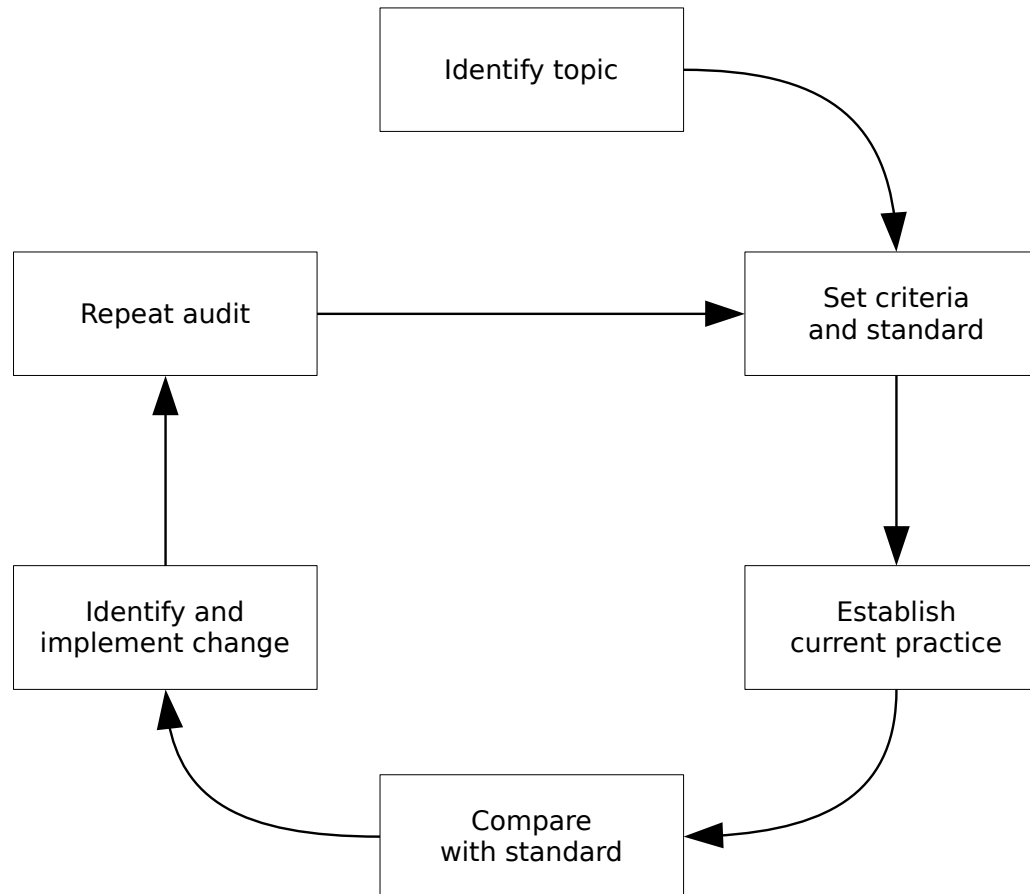 Identify topic
Set criteria
and standard
Establish
current practice
Compare
with standard
Identify and
implement change
Repeat audit